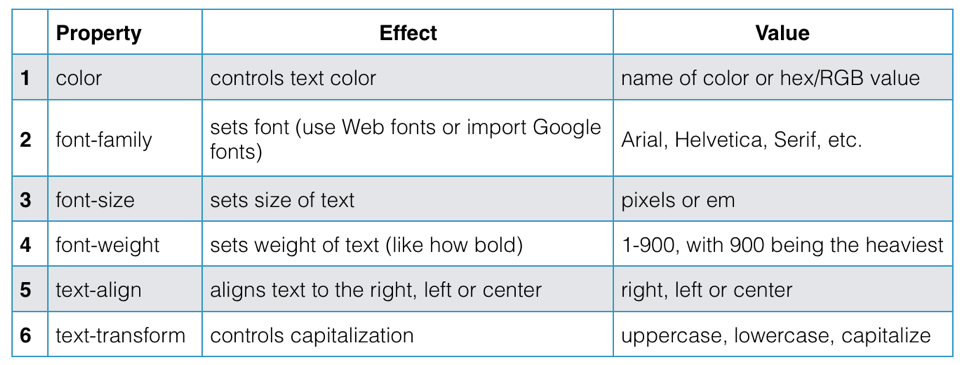 Property Effect Value
1 color controls text color name of color or hex/RGB value
2 font-family sets font (use Web fonts or import Google
fonts) Arial, Helvetica, Serif, etc.
3 font-size sets size of text pixels or em
4 font-weight sets weight of text (like how bold) 1-900, with 900 being the heaviest
5 text-align aligns text to the right, left or center right, left or center
6 text-transform controls capitalization uppercase, lowercase, capitalize